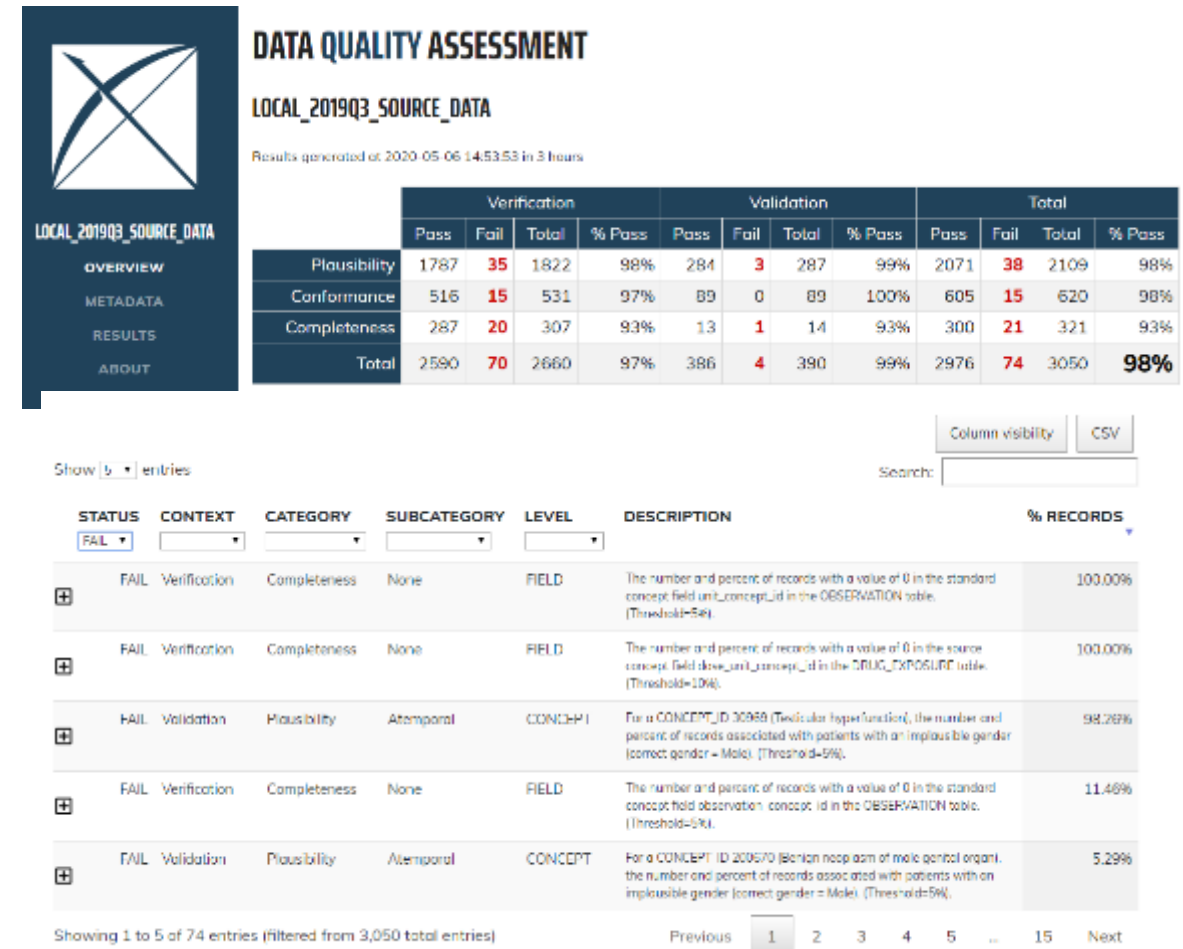 DATA QUALITY ASSESSMENT
LOCAL_2019Q3_SOURCE_DATA
Results generated at 2020-05-06 14:53:53 in 3 hours
LOCAL_2019Q3_SOURCE_DATA
OVERVIEW
METADATA
RESULTS
ABOUT
Verification Validation Total
Pass Fail Total % Pass Pass Fail Total % Pass Pass Fail Total % Pass
Plausibility 1787 35 1822 98% 284 3 287 99% 2071 38 2109 98%
Conformance 516 15 531 97% 89 0 89 100% 605 15 620 98%
Completeness 287 20 307 93% 13 1 14 93% 300 21 321 93%
Total 2590 70 2660 97% 386 4 390 99% 2976 74 3050 98%
Column visibility CSV
Show 5 entries Search:
STATUS CONTEXT CATEGORY SUBCATEGORY LEVEL DESCRIPTION % RECORDS
FAIL
FAIL Verification Completeness None FIELD The number and percent of records with a value of 0 in the standard 100.00%
concept field unit_concept_id in the OBSERVATION table.
(Threshold=5%).
FAIL Verification Completeness None FIELD The number and percent of records with a value of 0 in the source 100.00%
concept field dose_unit_concept_id in the DRUG_EXPOSURE table.
(Threshold=10%).
FAIL Validation Plausibility Atemporal CONCEPT For a CONCEPT_ID 30969 (Testicular hyperfunction), the number and 98.26%
percent of records associated with patients with an implausible gender
(correct gender = Male). (Threshold=5%).
FAIL Verification Completeness None FIELD The number and percent of records with a value of 0 in the standard 11.46%
concept field observation_concept_id in the OBSERVATION table.
(Threshold=5%).
FAIL Validation Plausibility Atemporal CONCEPT For a CONCEPT_ID 200670 (Benign neoplasm of male genital organ), 5.29%
the number and percent of records associated with patients with an
implausible gender (correct gender = Male). (Threshold=5%).
Showing 1 to 5 of 74 entries (filtered from 3,050 total entries) Previous 1 2 3 4 5 … 15 Next